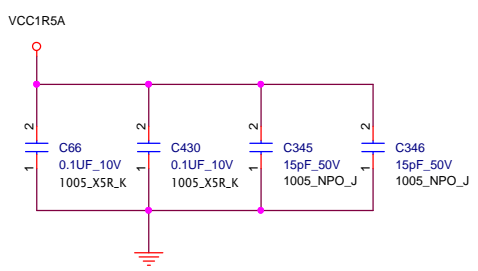 VCC1R5A
2 2 2 2
C66 C430 C345 C346
0.1UF_10V 0.1UF_10V 15pF_50V 15pF_50V
1 1 1 1
1005_X5R_K 1005_X5R_K 1005_NPO_J 1005_NPO_J